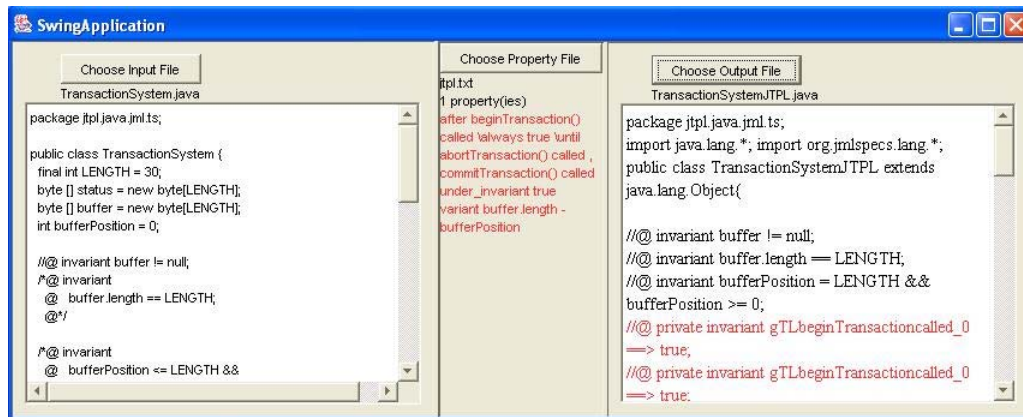 SwingApplication
Choose Input File
TransactionSystem.java
package jtpl.java.jml.ts;
public class TransactionSystem {
final int LENGTH = 30;
byte [] status = new byte[LENGTH];
byte [] buffer = new byte[LENGTH];
int bufferPosition = 0;
//@ invariant buffer != null;
/*@ invariant
@ buffer.length == LENGTH;
@*/
/*@ invariant
@ bufferPosition <= LENGTH &&
Choose Property File
jtpl.txt
1 property(ies)
after beginTransaction()
called \always true \until
abortTransaction() called ,
commitTransaction() called
under_invariant true
variant buffer.length -
bufferPosition
Choose Output File
TransactionSystemJTPL.java
package jtpl.java.jml.ts;
import java.lang.*; import org.jmlspecs.lang.*;
public class TransactionSystemJTPL extends
java.lang.Object{
//@ invariant buffer != null;
//@ invariant buffer.length == LENGTH;
//@ invariant bufferPosition = LENGTH &&
bufferPosition >= 0;
//@ private invariant gTLbeginTransactioncalled_0
==> true;
//@ private invariant gTLbeginTransactioncalled_0
==> true;